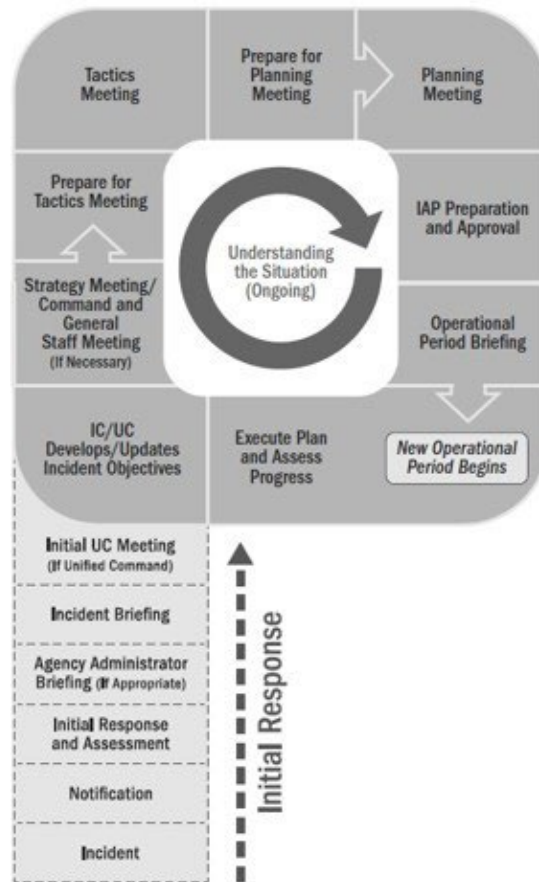 Tactics
Meeting
Prepare for
Planning
Meeting
Planning
Meeting
Prepare for
Tactics Meeting
IAP Preparation
and Approval
Understanding
the Situation
(Ongoing)
Strategy Meeting/
Command and
General
Staff Meeting
(If Necessary)
Operational
Period Briefing
IC/UC
Develops/Updates
Incident Objectives
Execute Plan
and Assess
Progress
New Operational
Period Begins
Initial UC Meeting
(If Unified Command)
Incident Briefing
Agency Administrator
Briefing (If Appropriate)
Initial Response
and Assessment
Notification
Incident
Initial Response